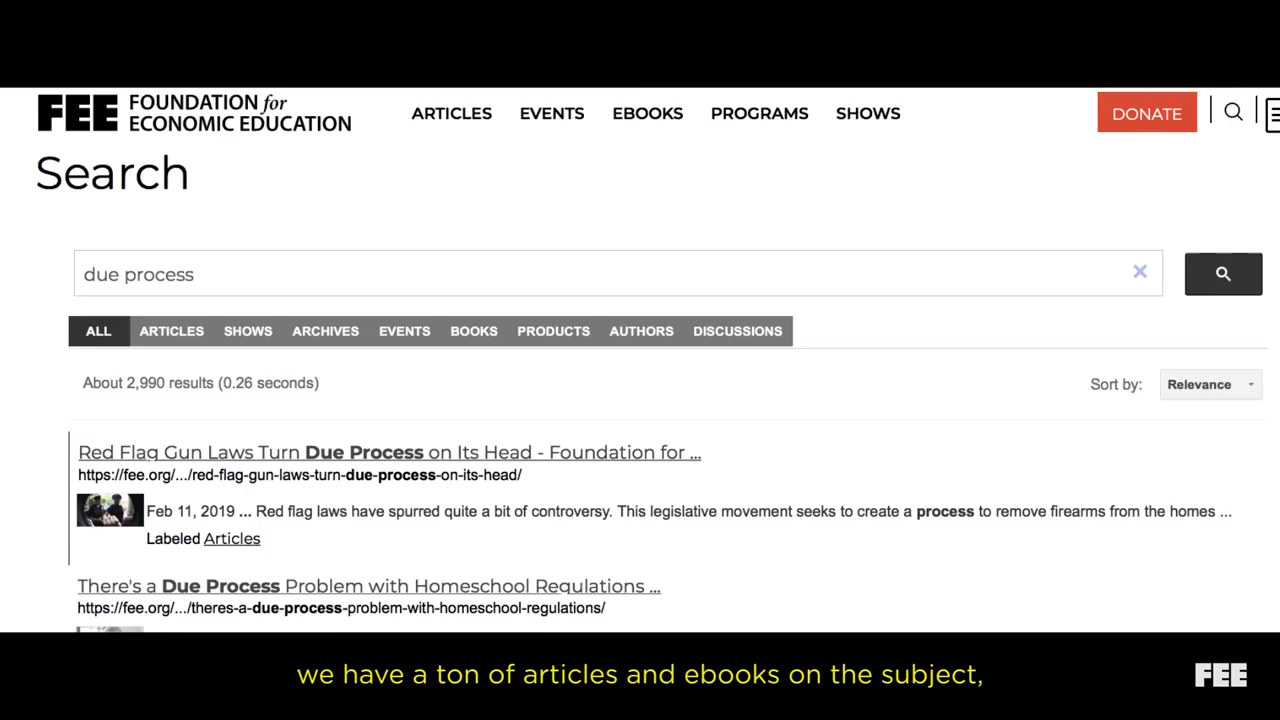 FEE FOUNDATION for
ECONOMIC EDUCATION
ARTICLES EVENTS EBOOKS PROGRAMS SHOWS
DONATE
Search
due process
ALL ARTICLES SHOWS ARCHIVES EVENTS BOOKS PRODUCTS AUTHORS DISCUSSIONS
About 2,990 results (0.26 seconds)
Sort by: Relevance
Red Flag Gun Laws Turn Due Process on Its Head - Foundation for ...
https://fee.org/.../red-flag-gun-laws-turn-due-process-on-its-head/
Feb 11, 2019 ... Red flag laws have spurred quite a bit of controversy. This legislative movement seeks to create a process to remove firearms from the homes ...
Labeled Articles
There's a Due Process Problem with Homeschool Regulations ...
https://fee.org/.../theres-a-due-process-problem-with-homeschool-regulations/
we have a ton of articles and ebooks on the subject,
FEE